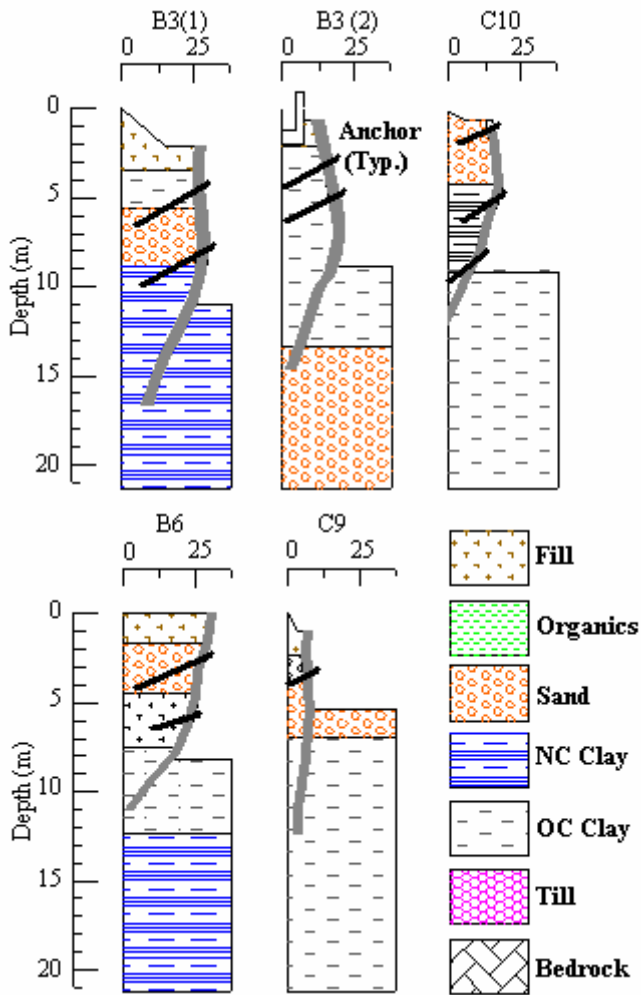 B3(1) B3 (2) C10
0 25 0 25 0 25
0
Anchor
(Typ.)
5
10
15
20
Depth (m)
B6 C9
0 25 0 25
0
5
10
15
20
Depth (m)
Fill
Organics
Sand
NC Clay
OC Clay
Till
Bedrock